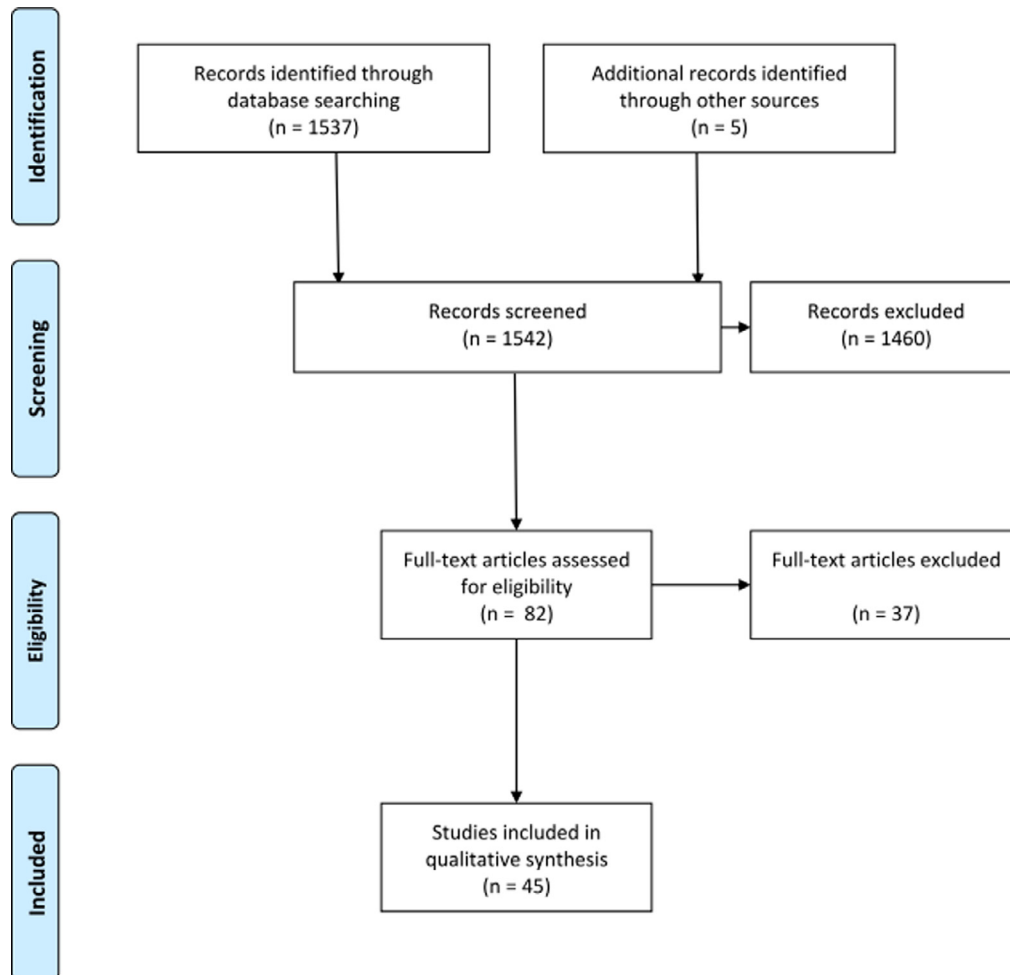 Identification
Records identified through
database searching
(n = 1537)
Additional records identified
through other sources
(n = 5)
Screening
Records screened
(n = 1542)
Records excluded
(n = 1460)
Eligibility
Full-text articles assessed
for eligibility
(n = 82)
Full-text articles excluded
(n = 37)
Included
Studies included in
qualitative synthesis
(n = 45)